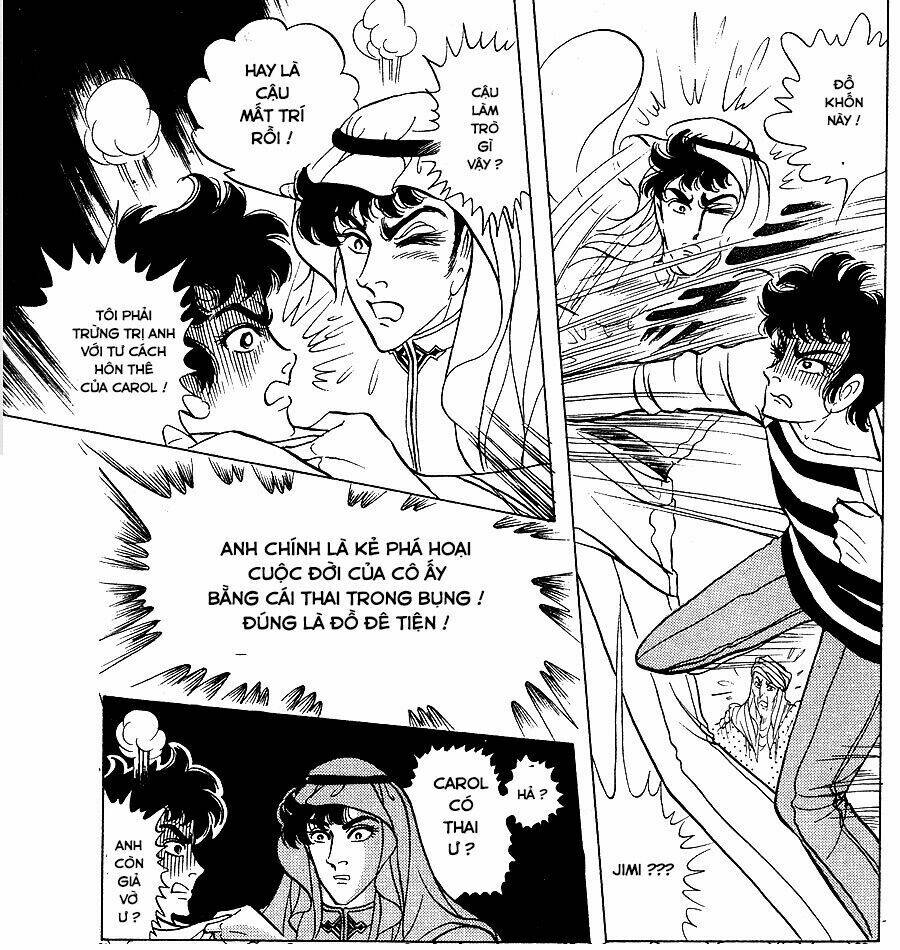 ĐỒ
KHỐN
NÀY !
JIMI ???
CẬU
LÀM
TRÒ
GÌ
VẬY ?
HAY LÀ
CẬU
MẤT TRÍ
RỒI !
TÔI PHẢI
TRỪNG TRỊ ANH
VỚI TƯ CÁCH
HÔN THÊ
CỦA CAROL !
ANH CHÍNH LÀ KẺ PHÁ HOẠI
CUỘC ĐỜI CỦA CÔ ẤY
BẰNG CÁI THAI TRONG BỤNG !
ĐÚNG LÀ ĐỒ ĐÊ TIỆN !
HẢ ?
CAROL
CÓ
THAI
Ư ?
ANH
CÒN
GIẢ
VỜ
Ư ?